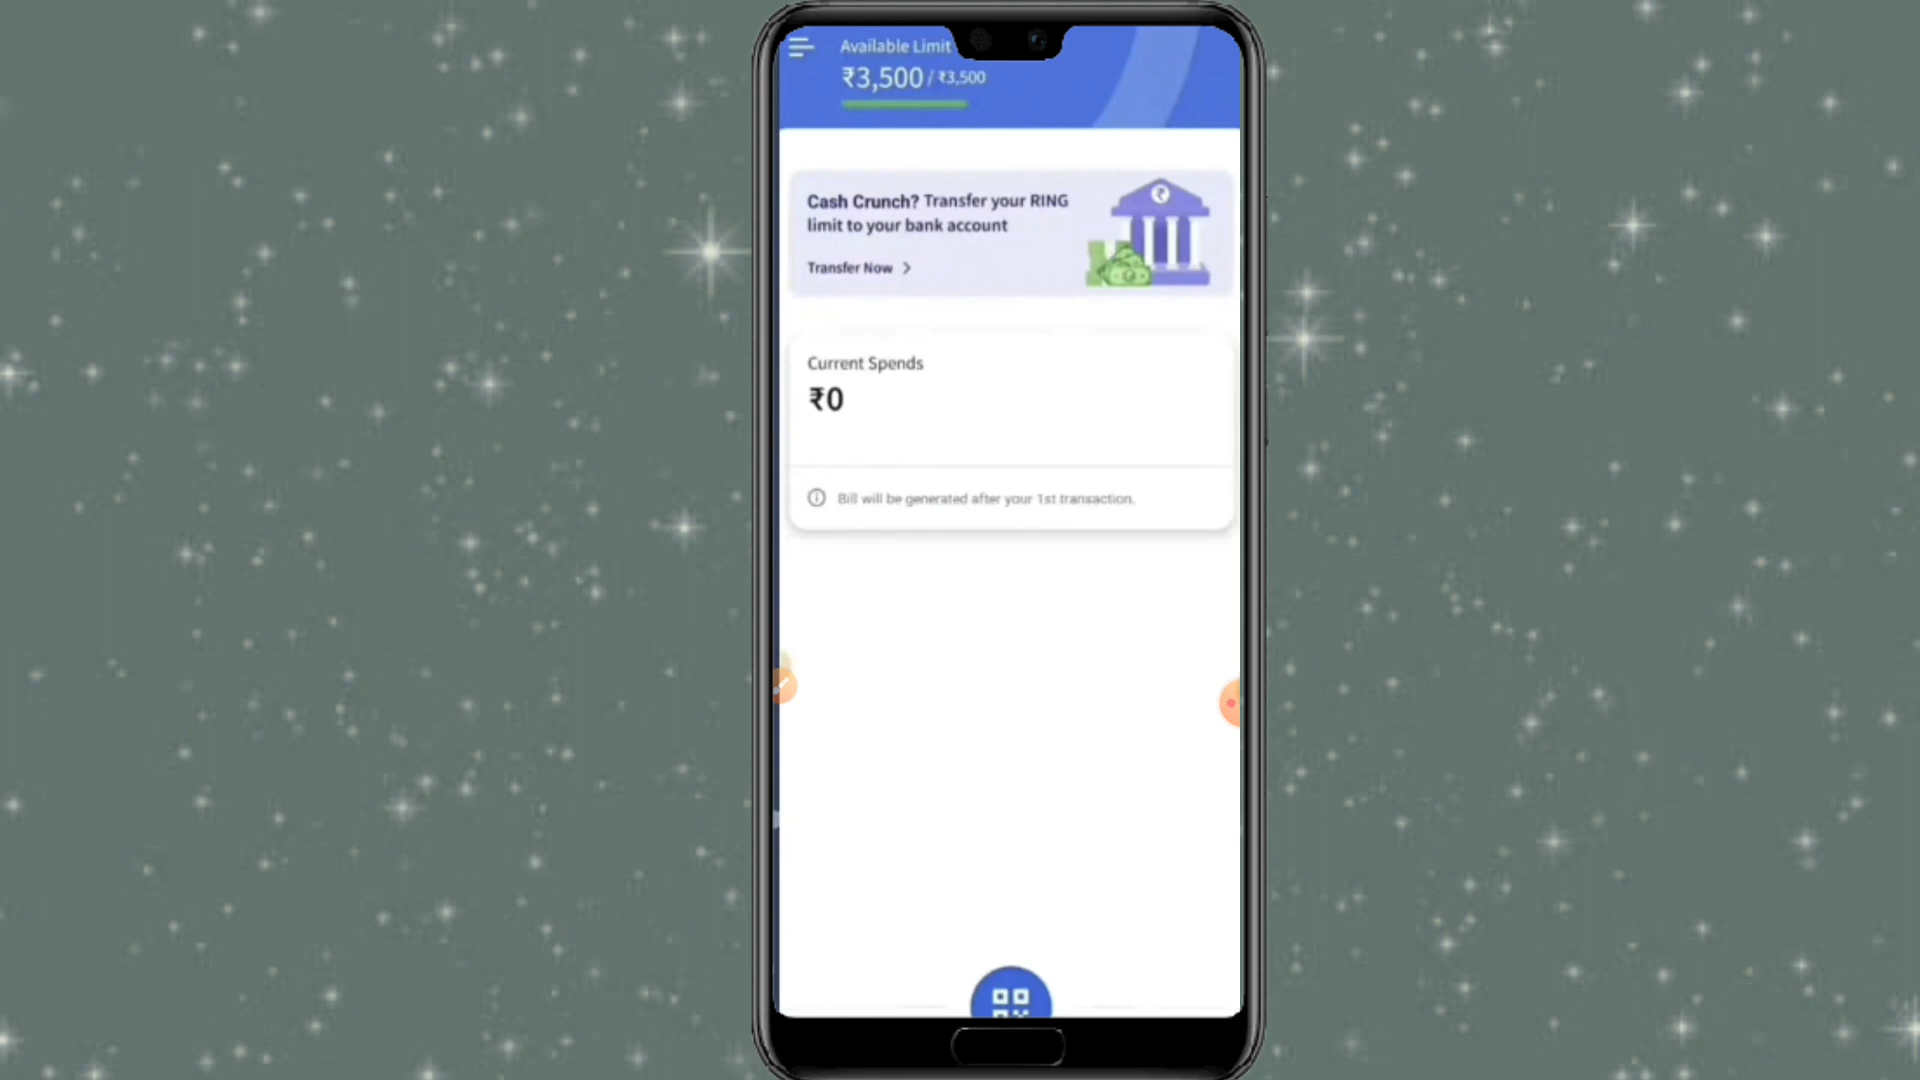 Available Limit
₹3,500 / ₹3,500
Cash Crunch? Transfer your RING
limit to your bank account
Transfer Now
Current Spends
₹0
Bill will be generated after your 1st transaction.